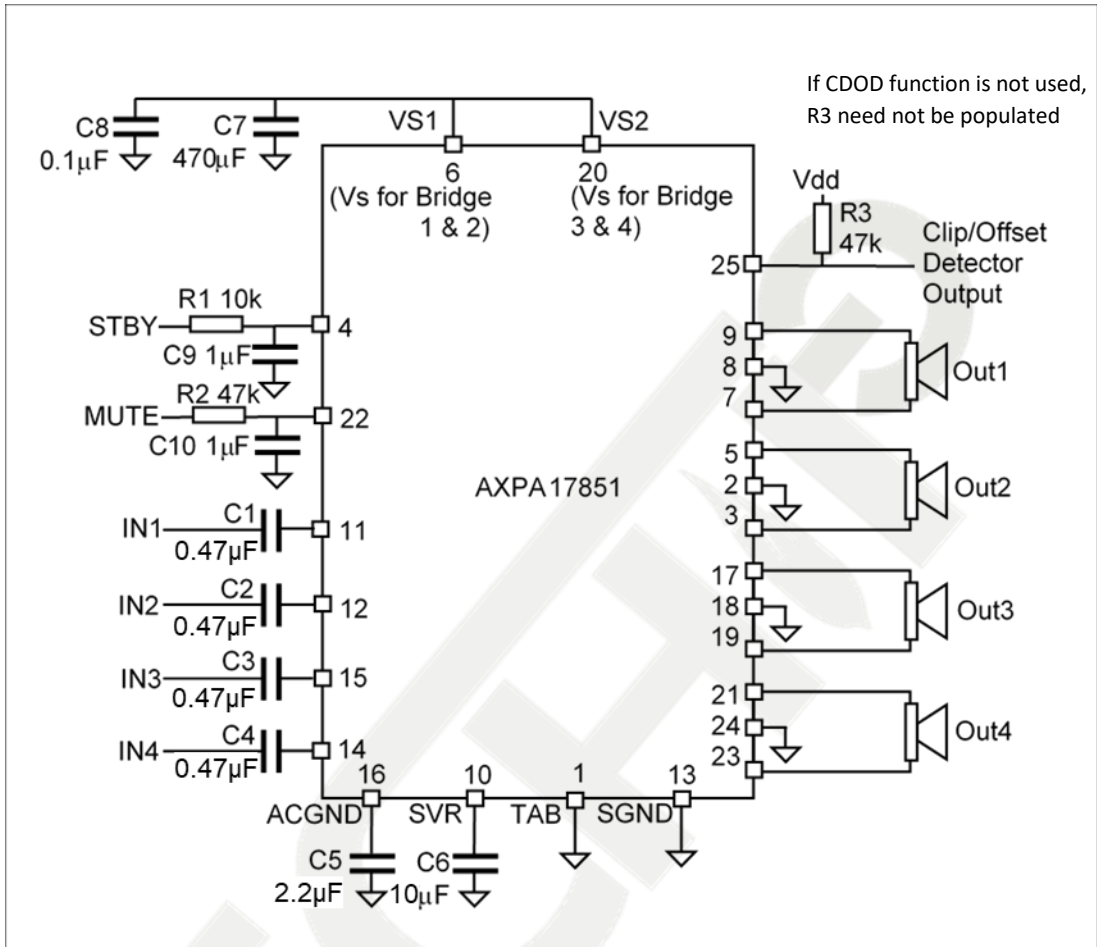 If CDOD function is not used,
R3 need not be populated
C8
0.1µF
C7
470µF
VS1
VS2
6
20
(Vs for Bridge
1 & 2)
(Vs for Bridge
3 & 4)
Vdd
R3
47k
25
Clip/Offset
Detector
Output
STBY
R1 10k
4
C9 1µF
MUTE
R2 47k
22
C10 1µF
AXPA17851
9
8
7
Out1
5
2
3
Out2
17
18
19
Out3
21
24
23
Out4
IN1
C1
0.47µF
11
IN2
C2
0.47µF
12
IN3
C3
0.47µF
15
IN4
C4
0.47µF
14
16
10
1
13
ACGND
SVR
TAB
SGND
C5
2.2µF
C6
10µF